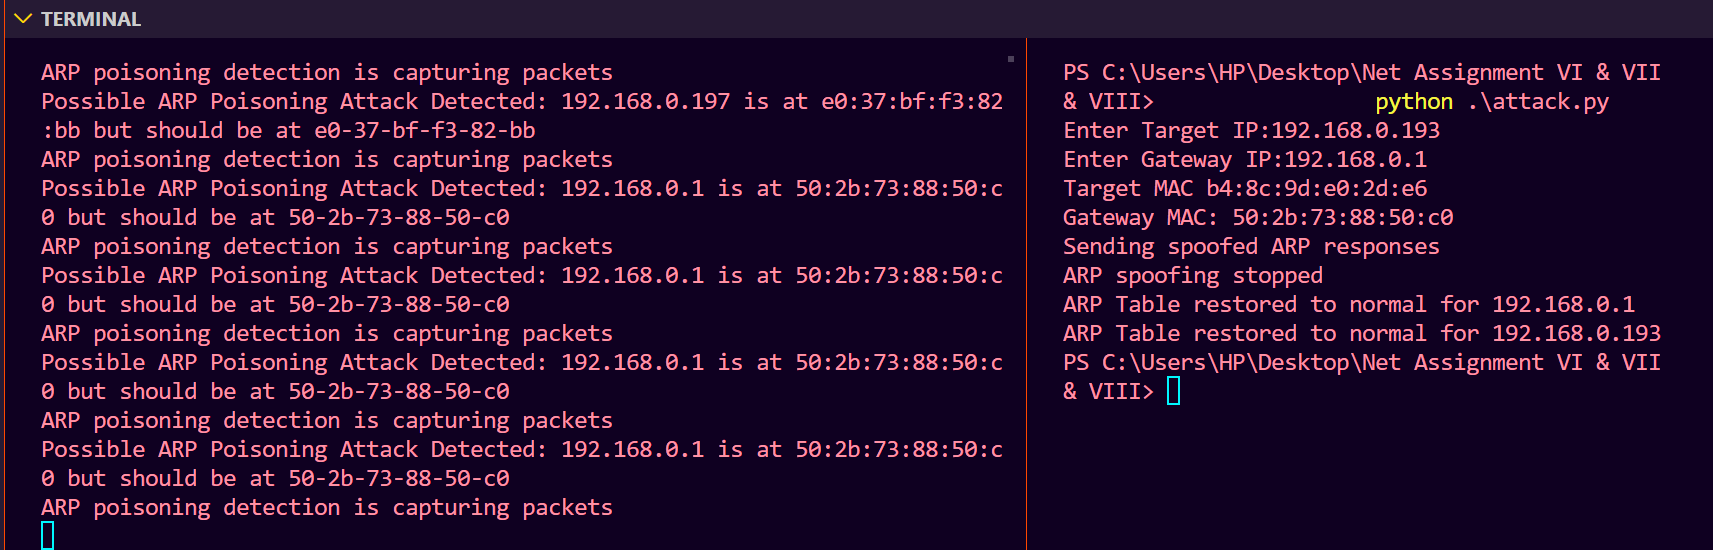 TERMINAL
ARP poisoning detection is capturing packets
Possible ARP Poisoning Attack Detected: 192.168.0.197 is at e0:37:bf:f3:82
:bb but should be at e0-37-bf-f3-82-bb
ARP poisoning detection is capturing packets
Possible ARP Poisoning Attack Detected: 192.168.0.1 is at 50:2b:73:88:50:c
0 but should be at 50-2b-73-88-50-c0
ARP poisoning detection is capturing packets
Possible ARP Poisoning Attack Detected: 192.168.0.1 is at 50:2b:73:88:50:c
0 but should be at 50-2b-73-88-50-c0
ARP poisoning detection is capturing packets
Possible ARP Poisoning Attack Detected: 192.168.0.1 is at 50:2b:73:88:50:c
0 but should be at 50-2b-73-88-50-c0
ARP poisoning detection is capturing packets
Possible ARP Poisoning Attack Detected: 192.168.0.1 is at 50:2b:73:88:50:c
0 but should be at 50-2b-73-88-50-c0
ARP poisoning detection is capturing packets
PS C:\Users\HP\Desktop\Net Assignment VI & VII
& VIII> python .\attack.py
Enter Target IP:192.168.0.193
Enter Gateway IP:192.168.0.1
Target MAC b4:8c:9d:e0:2d:e6
Gateway MAC: 50:2b:73:88:50:c0
Sending spoofed ARP responses
ARP spoofing stopped
ARP Table restored to normal for 192.168.0.1
ARP Table restored to normal for 192.168.0.193
PS C:\Users\HP\Desktop\Net Assignment VI & VII
& VIII>